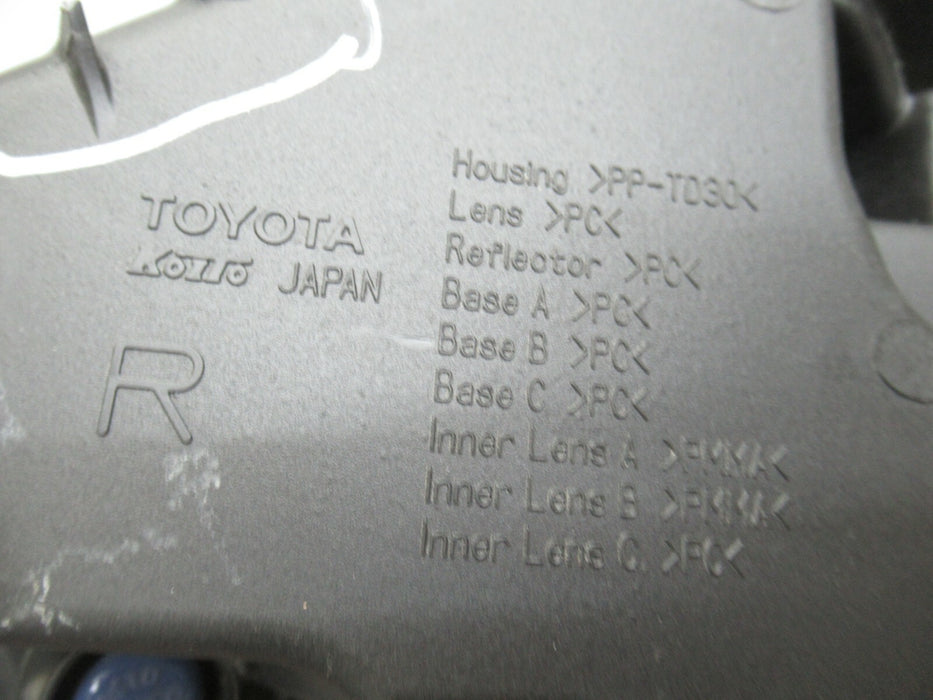 TOYOTA
KOITO JAPAN
R
Housing >PP-TD30<
Lens >PC<
Reflector >PC<
Base A >PC<
Base B >PC<
Base C >PC<
Inner Lens A >PMMA<
Inner Lens B >PMMA<
Inner Lens C >PC<